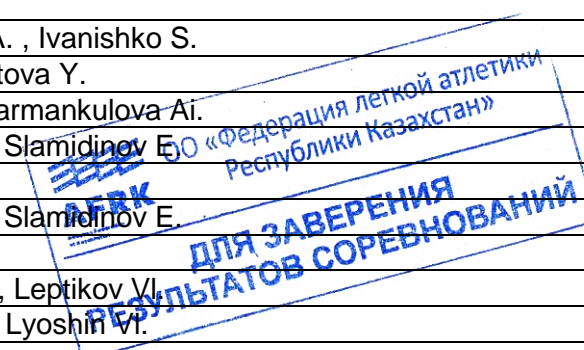 A. , Ivanishko S.
tova Y.
armankulova Ai.
Slamidinov E.
Slamidinov E.
, Leptikov Vl.
Lyoshin Vl.
ОО «Федерация легкой атлетики
Республики Казахстан»
AFRK
ДЛЯ ЗАВЕРЕНИЯ
РЕЗУЛЬТАТОВ СОРЕВНОВАНИЙ